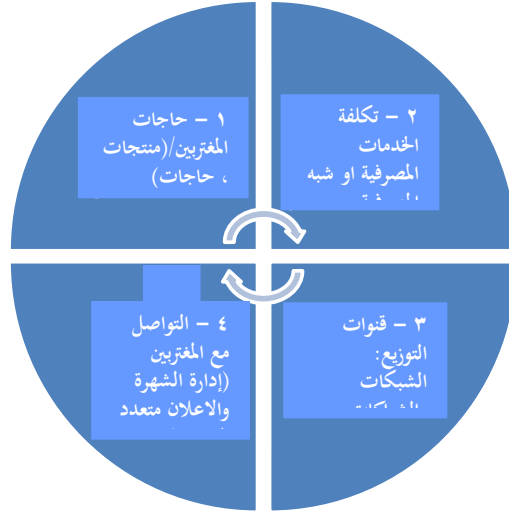 ١ – حاجات
المغتربين/(منتجات
، حاجات)
٢ – تكلفة
الخدمات
المصرفية او شبه
٣ – قنوات
التوزيع:
الشبكات
٤ – التواصل
مع المغتربين
(إدارة الشهرة
والاعلان متعدد